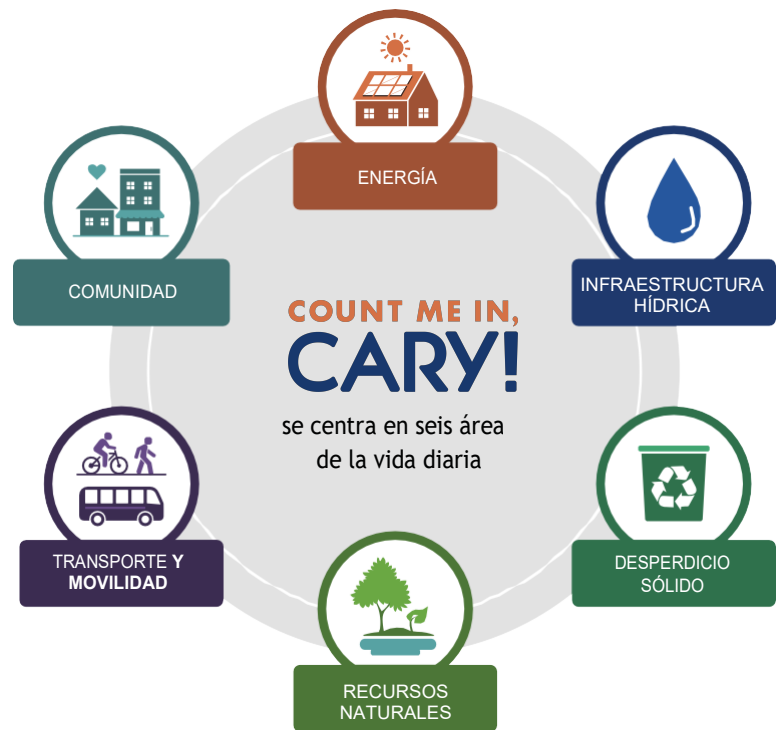 ENERGÍA
COMUNIDAD
INFRAESTRUCTURA
HÍDRICA
COUNT ME IN,
CARY!
se centra en seis área
de la vida diaria
TRANSPORTE Y
MOVILIDAD
DESPERDICIO
SÓLIDO
RECURSOS
NATURALES